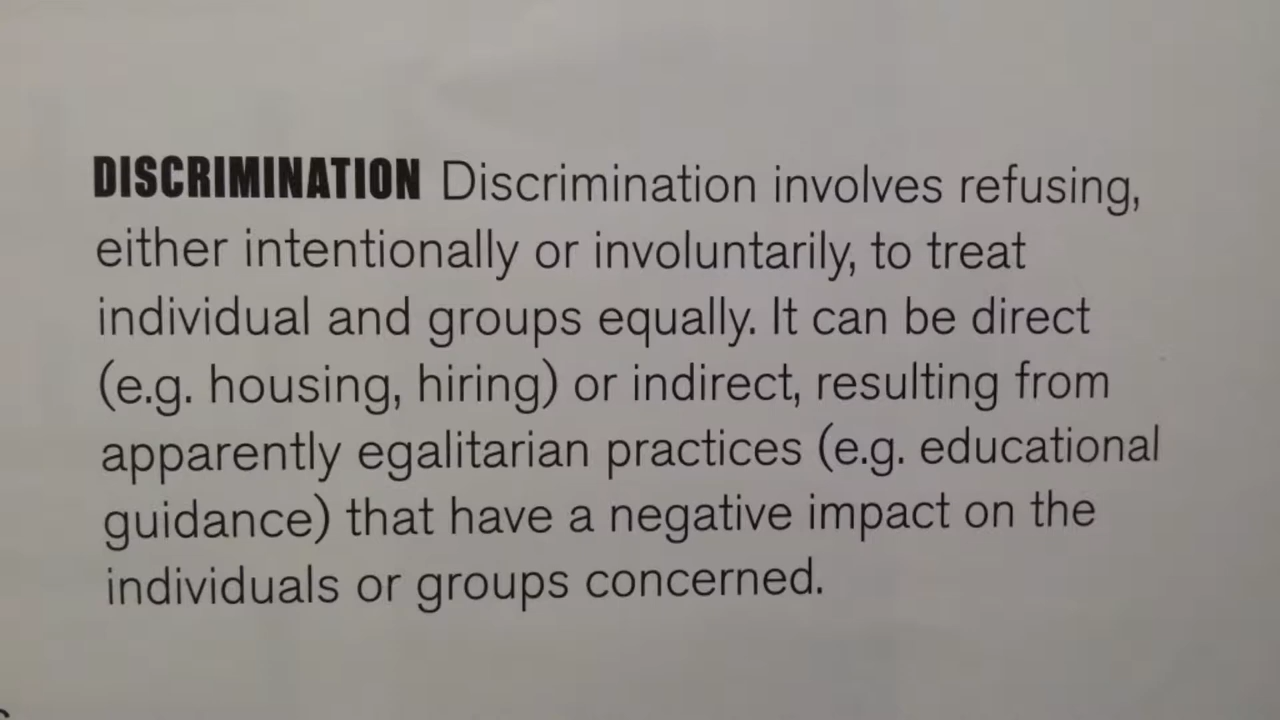 DISCRIMINATION Discrimination involves refusing,
either intentionally or involuntarily, to treat
individual and groups equally. It can be direct
(e.g. housing, hiring) or indirect, resulting from
apparently egalitarian practices (e.g. educational
guidance) that have a negative impact on the
individuals or groups concerned.